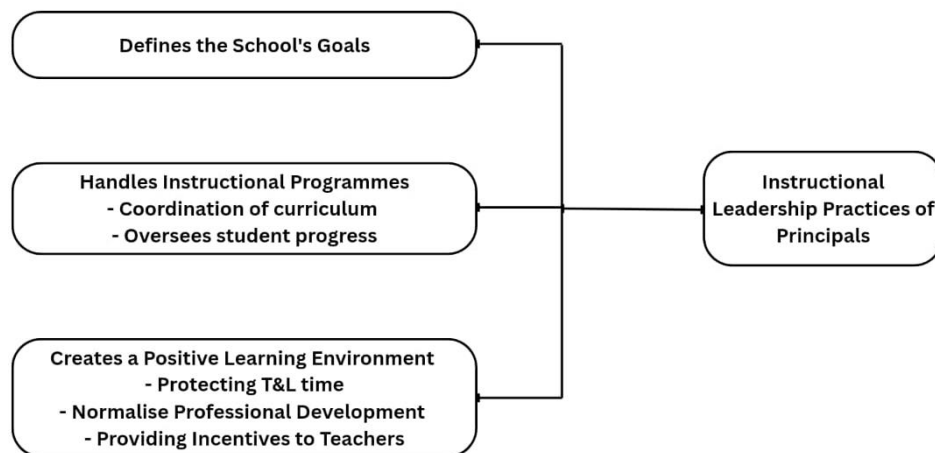 Defines the School's Goals
Handles Instructional Programmes
- Coordination of curriculum
- Oversees student progress
Creates a Positive Learning Environment
- Protecting T&L time
- Normalise Professional Development
- Providing Incentives to Teachers
Instructional
Leadership Practices of
Principals